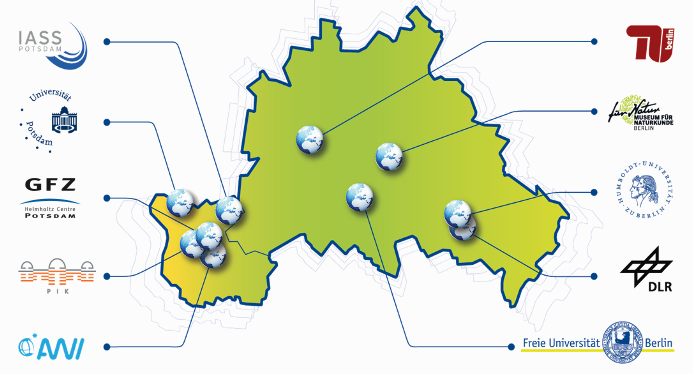 IASS
POTSDAM
Universität
Potsdam
GFZ
Helmholtz Centre
POTSDAM
PIK
AWI
TU
berlin
für Natur
MUSEUM FÜR
NATURKUNDE
BERLIN
HUMBOLDT-UNIVERSITÄT
ZU BERLIN
DLR
Freie Universität Berlin